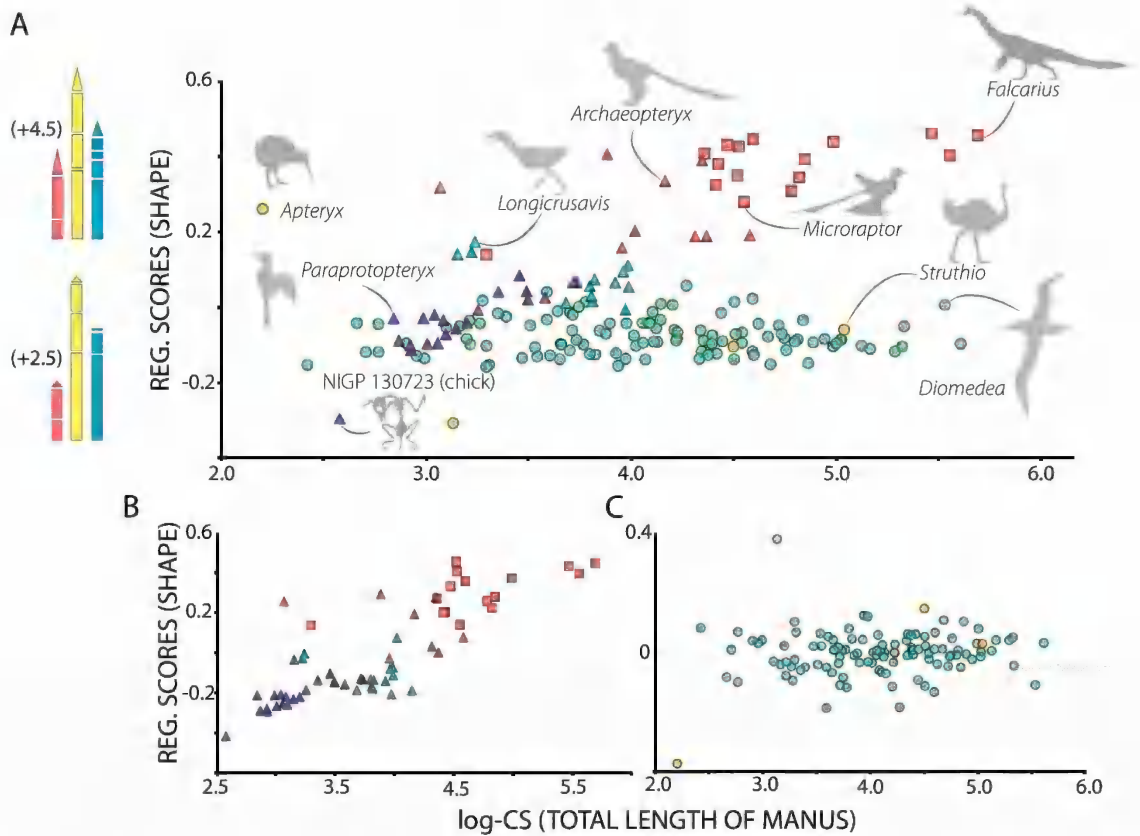 A
(+4.5)
(+2.5)
REG. SCORES (SHAPE)
0.6
0.2
-0.2
Falcarius
Archaeopteryx
Longicrusavis
Apteryx
Microraptor
Paraprotopteryx
Struthio
NIGP 130723 (chick)
Diomedea
2.0 3.0 4.0 5.0 6.0
B
REG. SCORES (SHAPE)
0.6
0.2
-0.2
2.5 3.5 4.5 5.5
C
0.4
0
2.0 3.0 4.0 5.0 6.0
log-CS (TOTAL LENGTH OF MANUS)